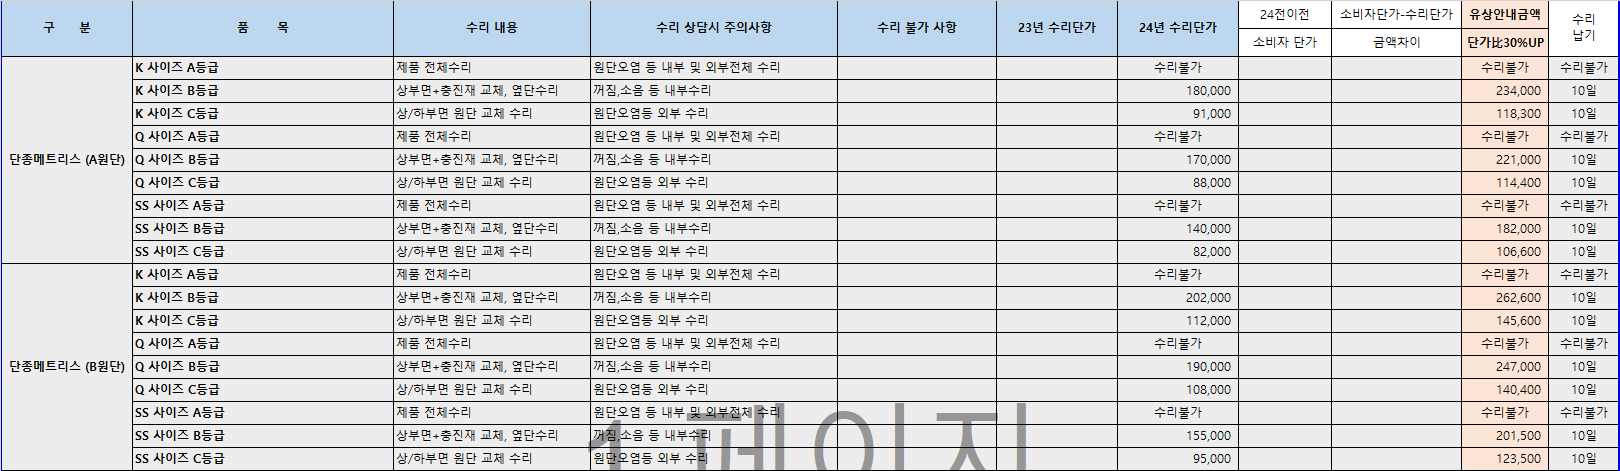 구 분 품 목 수리 내용 수리 상담시 주의사항 수리 불가 사항 23년 수리단가 24년 수리단가 24전이전 소비자단가-수리단가 유상안내금액 수리 납기
소비자 단가 금액차이 단가比30%UP
단종메트리스 (A원단)
K 사이즈 A등급 제품 전체수리 원단오염 등 내부 및 외부전체 수리 수리불가 수리불가 수리불가
K 사이즈 B등급 상부면+충진재 교체, 옆단수리 꺼짐,소음 등 내부수리 180,000 234,000 10일
K 사이즈 C등급 상/하부면 원단 교체 수리 원단오염등 외부 수리 91,000 118,300 10일
Q 사이즈 A등급 제품 전체수리 원단오염 등 내부 및 외부전체 수리 수리불가 수리불가 수리불가
Q 사이즈 B등급 상부면+충진재 교체, 옆단수리 꺼짐,소음 등 내부수리 170,000 221,000 10일
Q 사이즈 C등급 상/하부면 원단 교체 수리 원단오염등 외부 수리 88,000 114,400 10일
SS 사이즈 A등급 제품 전체수리 원단오염 등 내부 및 외부전체 수리 수리불가 수리불가 수리불가
SS 사이즈 B등급 상부면+충진재 교체, 옆단수리 꺼짐,소음 등 내부수리 140,000 182,000 10일
SS 사이즈 C등급 상/하부면 원단 교체 수리 원단오염등 외부 수리 82,000 106,600 10일
단종메트리스 (B원단)
K 사이즈 A등급 제품 전체수리 원단오염 등 내부 및 외부전체 수리 수리불가 수리불가 수리불가
K 사이즈 B등급 상부면+충진재 교체, 옆단수리 꺼짐,소음 등 내부수리 202,000 262,600 10일
K 사이즈 C등급 상/하부면 원단 교체 수리 원단오염등 외부 수리 112,000 145,600 10일
Q 사이즈 A등급 제품 전체수리 원단오염 등 내부 및 외부전체 수리 수리불가 수리불가 수리불가
Q 사이즈 B등급 상부면+충진재 교체, 옆단수리 꺼짐,소음 등 내부수리 190,000 247,000 10일
Q 사이즈 C등급 상/하부면 원단 교체 수리 원단오염등 외부 수리 108,000 140,400 10일
SS 사이즈 A등급 제품 전체수리 원단오염 등 내부 및 외부전체 수리 수리불가 수리불가 수리불가
SS 사이즈 B등급 상부면+충진재 교체, 옆단수리 꺼짐,소음 등 내부수리 155,000 201,500 10일
SS 사이즈 C등급 상/하부면 원단 교체 수리 원단오염등 외부 수리 95,000 123,500 10일
1 페이지